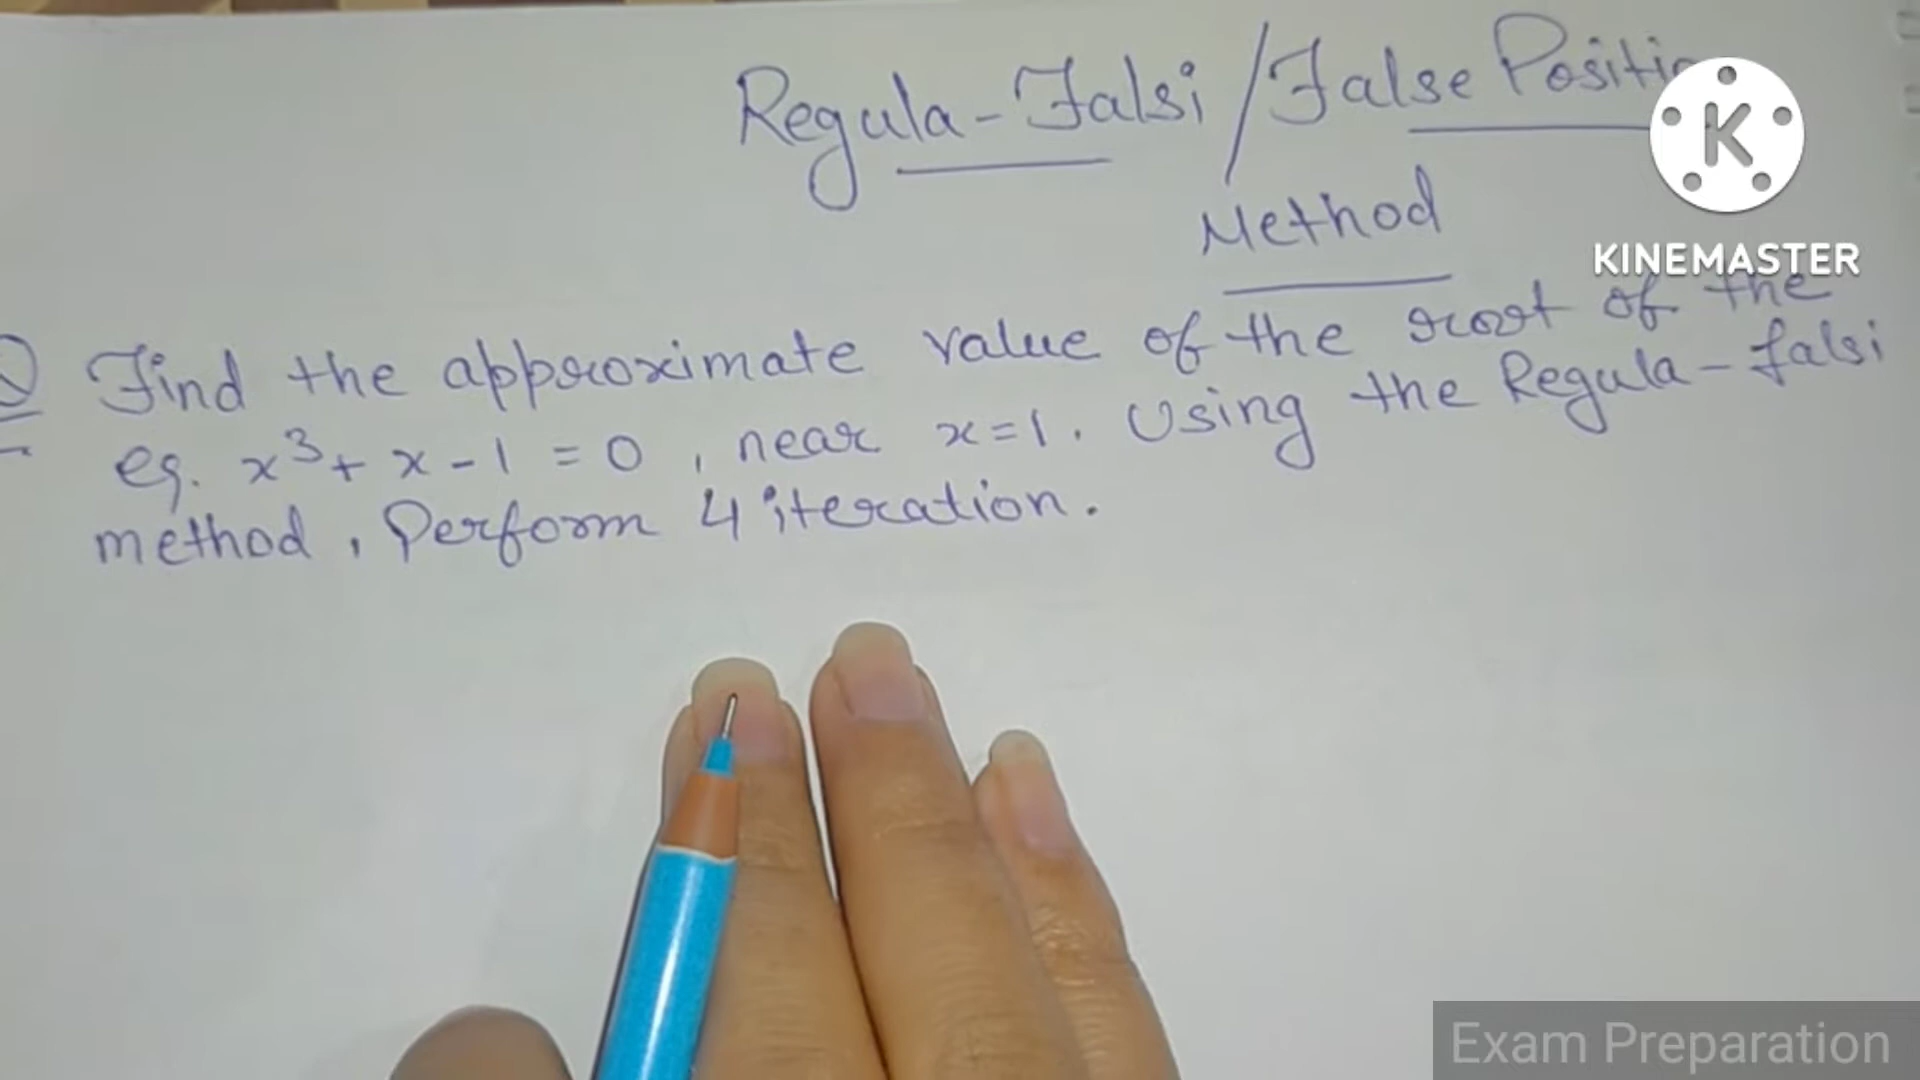 Regula-Falsi/False Positio
Method
K
KINEMASTER
Q Find the approximate value of the root of the
eq. x³ + x - 1 = 0, near x = 1. Using the Regula-falsi
method, Perform 4 iteration.
Exam Preparation